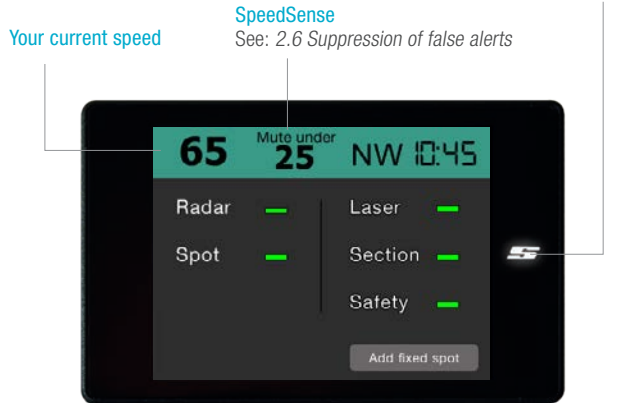 SpeedSense
Your current speed
See: 2.6 Suppression of false alerts
65
Mute under
25
NW 10:45
Radar
Laser
Spot
Section
Safety
Add fixed spot